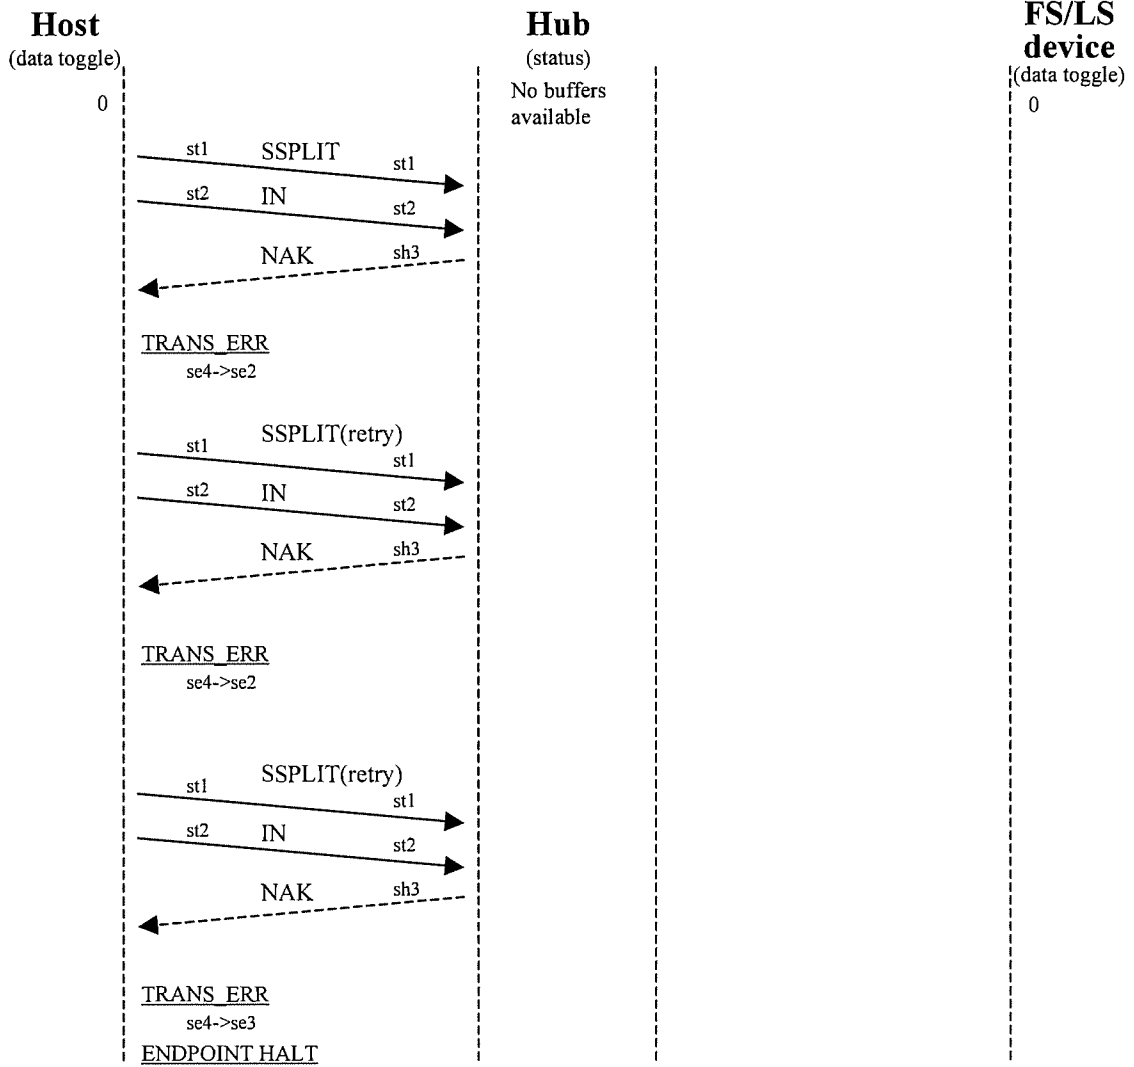 Host
(data toggle)
0
Hub
(status)
No buffers
available
FS/LS
device
(data toggle)
0
st1 SSPLIT st1
st2 IN st2
NAK sh3
TRANS_ERR
se4->se2
st1 SSPLIT(retry) st1
st2 IN st2
NAK sh3
TRANS_ERR
se4->se2
st1 SSPLIT(retry) st1
st2 IN st2
NAK sh3
TRANS_ERR
se4->se3
ENDPOINT HALT